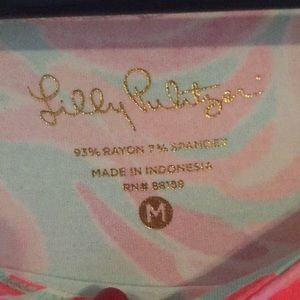 Lilly Pulitzer
93% RAYON 7% SPANDEX
MADE IN INDONESIA
RN# 88188
M